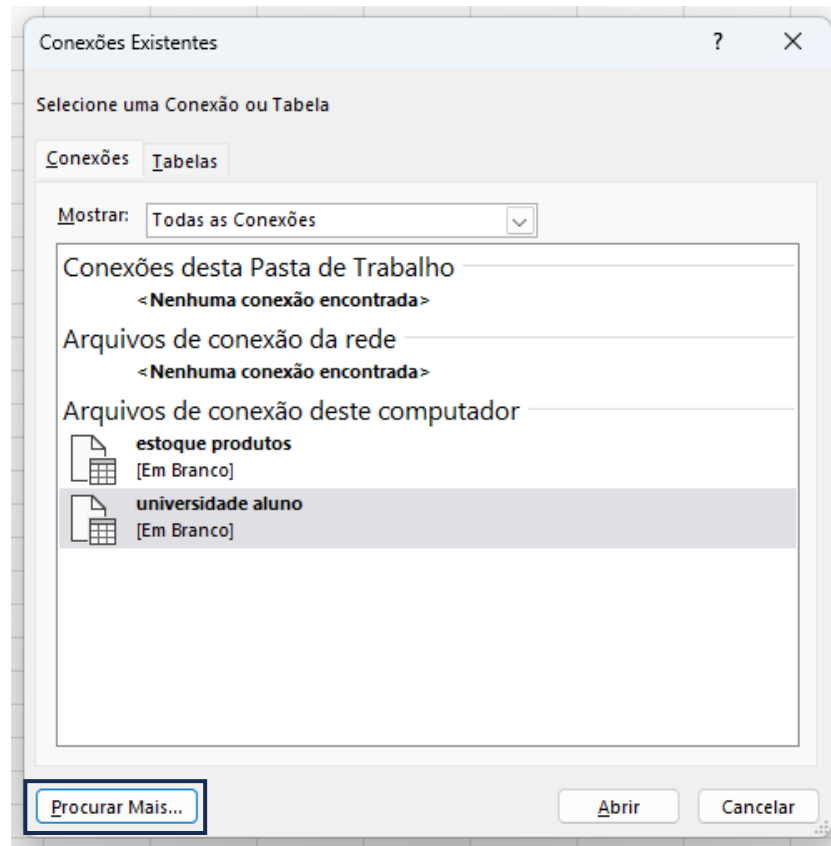 Conexões Existentes
?
Selecione uma Conexão ou Tabela
Conexões Tabelas
Mostrar: Todas as Conexões
Conexões desta Pasta de Trabalho
<Nenhuma conexão encontrada>
Arquivos de conexão da rede
<Nenhuma conexão encontrada>
Arquivos de conexão deste computador
estoque produtos
[Em Branco]
universidade aluno
[Em Branco]
Procurar Mais... Abrir Cancelar